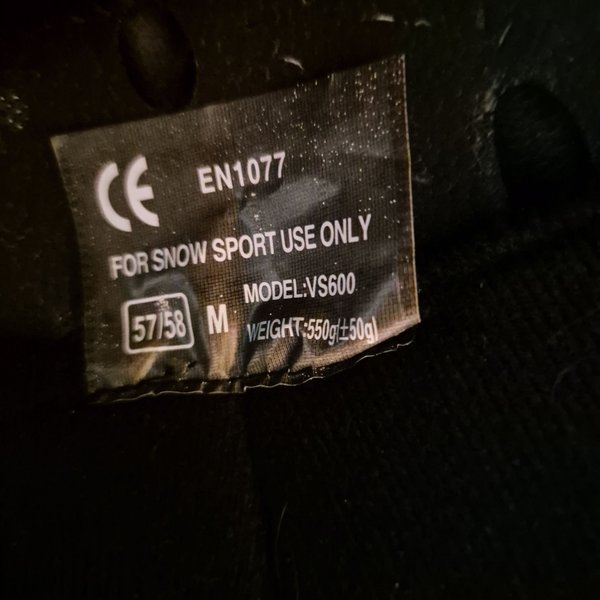 CE EN1077
FOR SNOW SPORT USE ONLY
MODEL:VS600
57/58 M WEIGHT:550g(±50g)